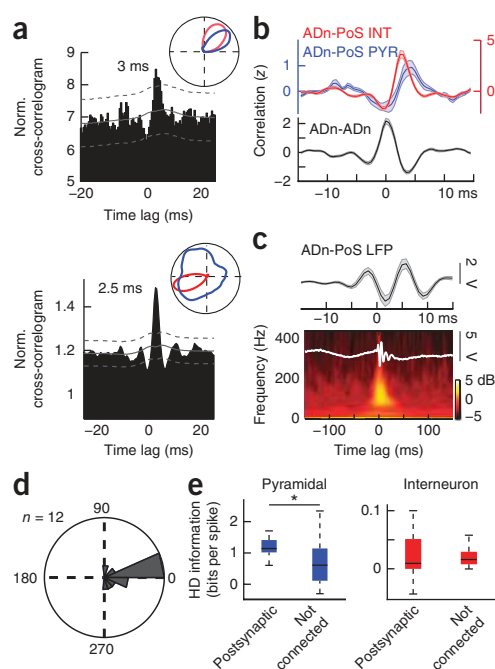 a
3 ms
Norm.
cross-correlogram
9
8
7
6
5
–20
0
20
Time lag (ms)
2.5 ms
Norm.
cross-correlogram
1.4
1.2
1
–20
0
20
Time lag (ms)
b
ADn-PoS INT
ADn-PoS PYR
Correlation (z)
1
0
5
0
ADn-ADn
2
0
–2
–10
0
10 ms
c
ADn-PoS LFP
2
V
–10
0
10 ms
Frequency (Hz)
400
200
0
5
V
5 dB
0
–5
–100
0
100
Time lag (ms)
d
n = 12
90
180
0
270
e
Pyramidal
Interneuron
*
HD information
(bits per spike)
2
1
0
0.1
0
Postsynaptic
Not
connected
Postsynaptic
Not
connected